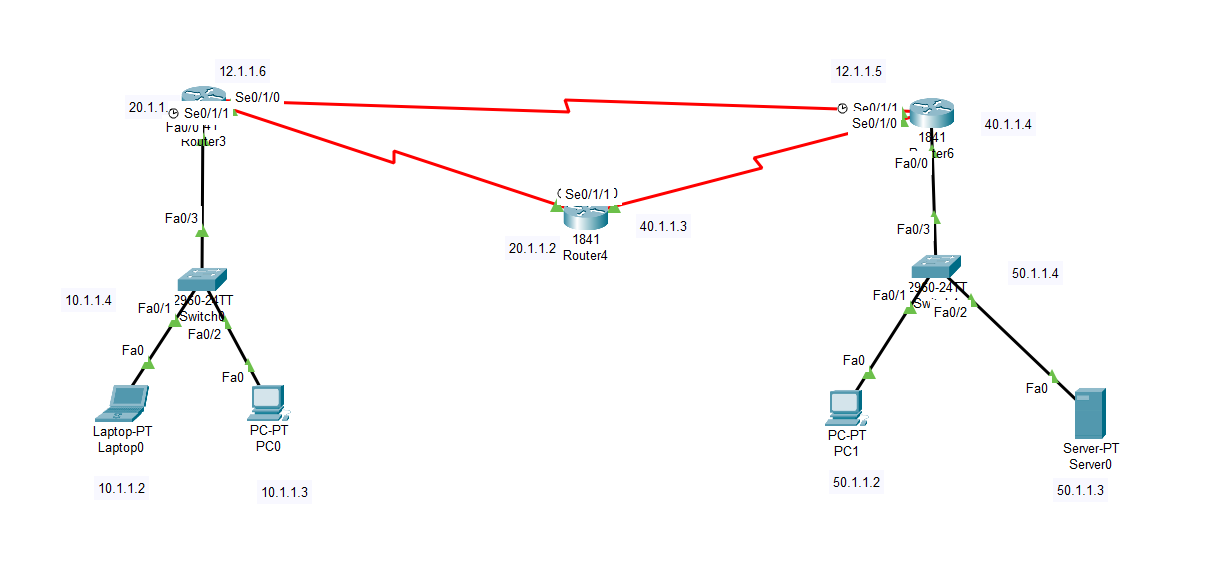 12.1.1.6
12.1.1.5
20.1.1.
Se0/1/0
Se0/1/1
Fa0/0
Router3
Se0/1/1
Se0/1/0
1841
40.1.1.4
Fa0/0
Se0/1/1
1841
Router4
20.1.1.2
40.1.1.3
Fa0/3
Fa0/3
10.1.1.4
Fa0/1
2960-24TT
Switch0
Fa0/2
50.1.1.4
Fa0/1
2960-24TT
Fa0/2
Fa0
Fa0
Fa0
Fa0
Laptop-PT
Laptop0
PC-PT
PC0
PC-PT
PC1
Server-PT
Server0
10.1.1.2
10.1.1.3
50.1.1.2
50.1.1.3